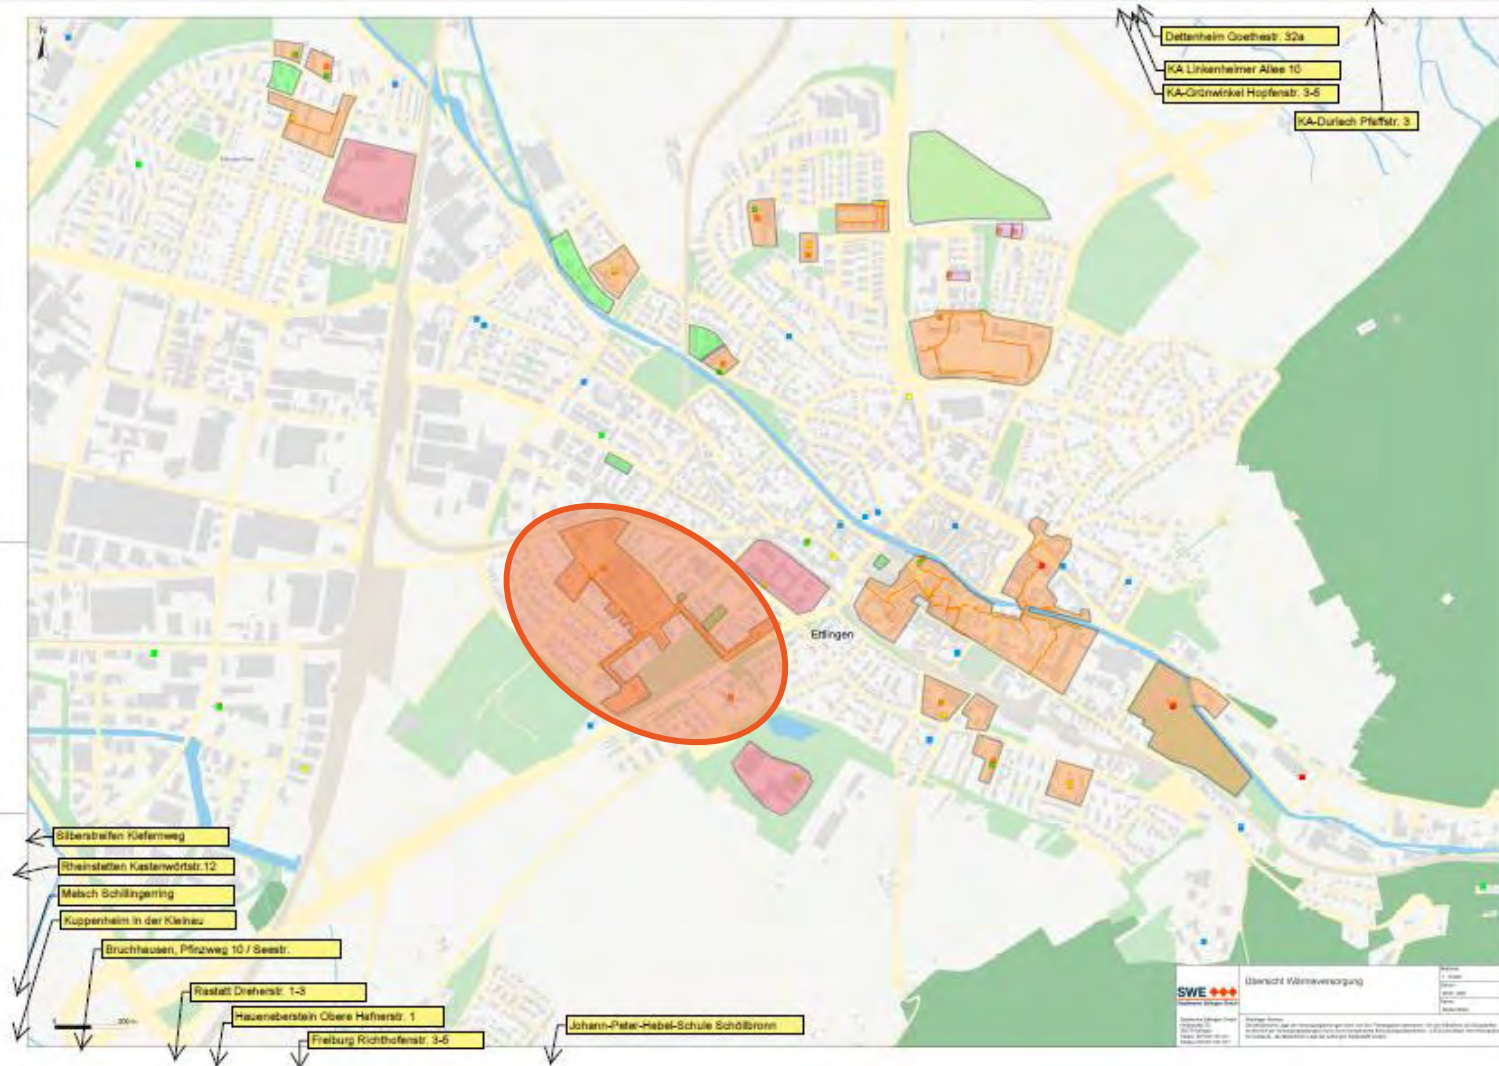 N
Dettenheim Goethestr. 32a
KA Linkenheimer Allee 10
KA-Grünwinkel Hopfenstr. 3-5
KA-Durlach Pfaffstr. 3
Ettlingen
Silberstreifen Kiefernweg
Rheinstetten Kastenwörtstr.12
Malsch Schillingerring
Kuppenheim in der Kleinau
Bruchhausen, Pfinzweg 10 / Seestr.
Rastatt Dreherstr. 1-3
Haueneberstein Obere Hafnerstr. 1
Freiburg Richthofenstr. 3-5
Johann-Peter-Hebel-Schule Schöllbronn
200 m
SWE
Übersicht Wärmeversorgung